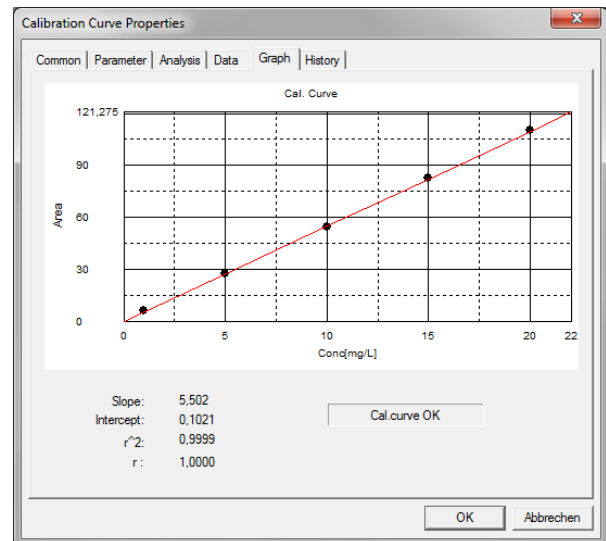 Calibration Curve Properties
Common Parameter Analysis Data Graph History
Cal. Curve
121,275
90
60
30
0
Area
0 5 10 15 20 22
Conc[mg/L]
Slope: 5,502
Intercept: 0,1021
r^2: 0,9999
r : 1,0000
Cal.curve OK
OK Abbrechen